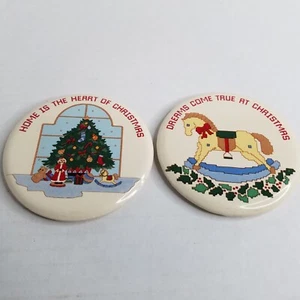 HOME IS THE HEART OF CHRISTMAS
DREAMS COME TRUE AT CHRISTMAS